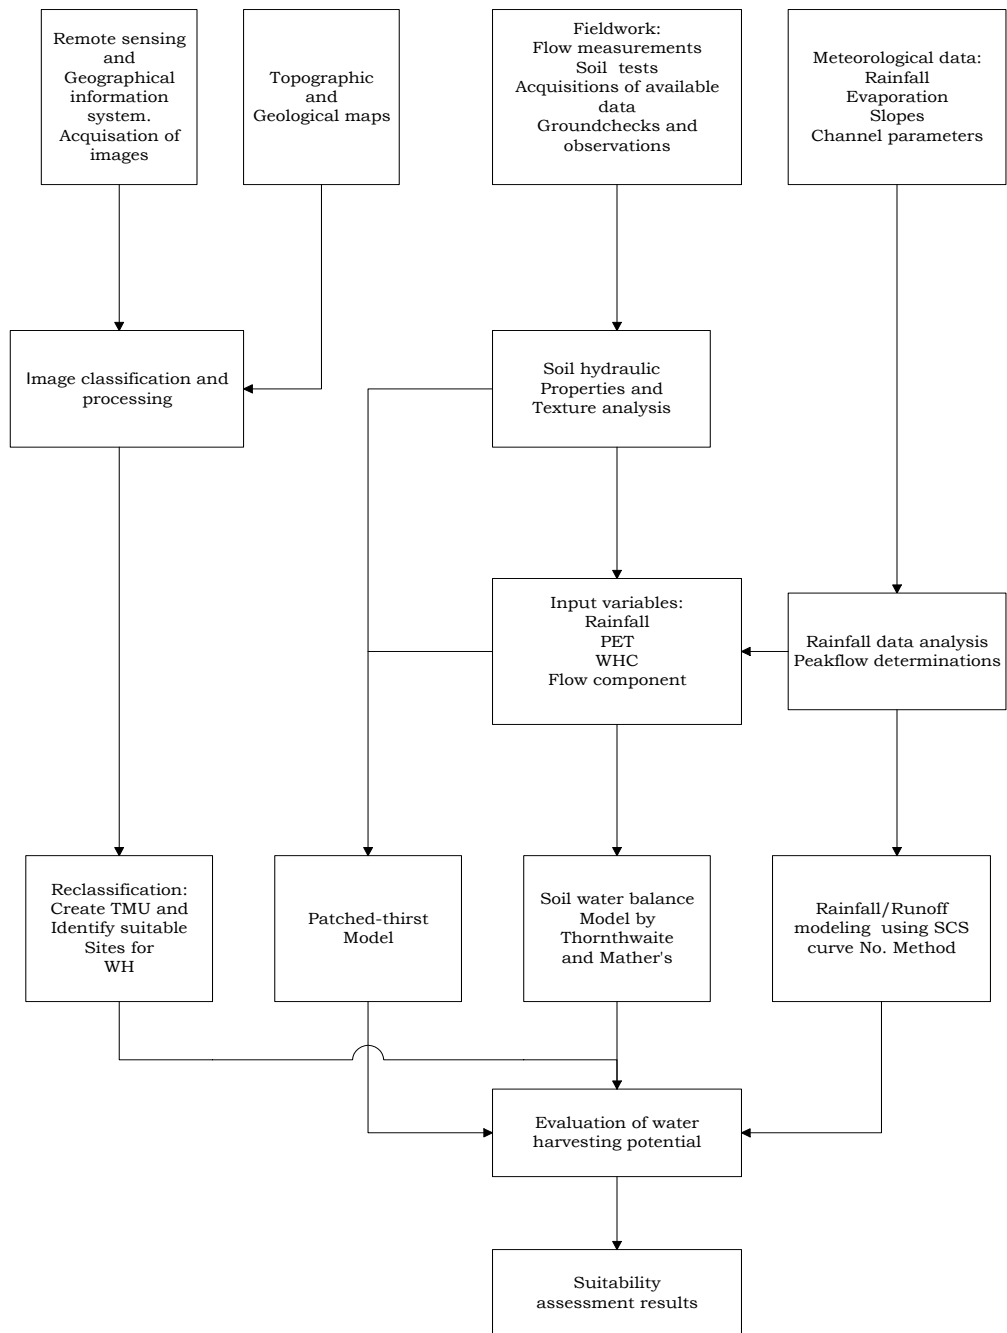 Remote sensing
and
Geographical
information
system.
Acquisation of
images
Topographic
and
Geological maps
Fieldwork:
Flow measurements
Soil tests
Acquisitions of available
data
Groundchecks and
observations
Meteorological data:
Rainfall
Evaporation
Slopes
Channel parameters
Image classification and
processing
Soil hydraulic
Properties and
Texture analysis
Input variables:
Rainfall
PET
WHC
Flow component
Rainfall data analysis
Peakflow determinations
Reclassification:
Create TMU and
Identify suitable
Sites for
WH
Patched-thirst
Model
Soil water balance
Model by
Thornthwaite
and Mather's
Rainfall/Runoff
modeling using SCS
curve No. Method
Evaluation of water
harvesting potential
Suitability
assessment results